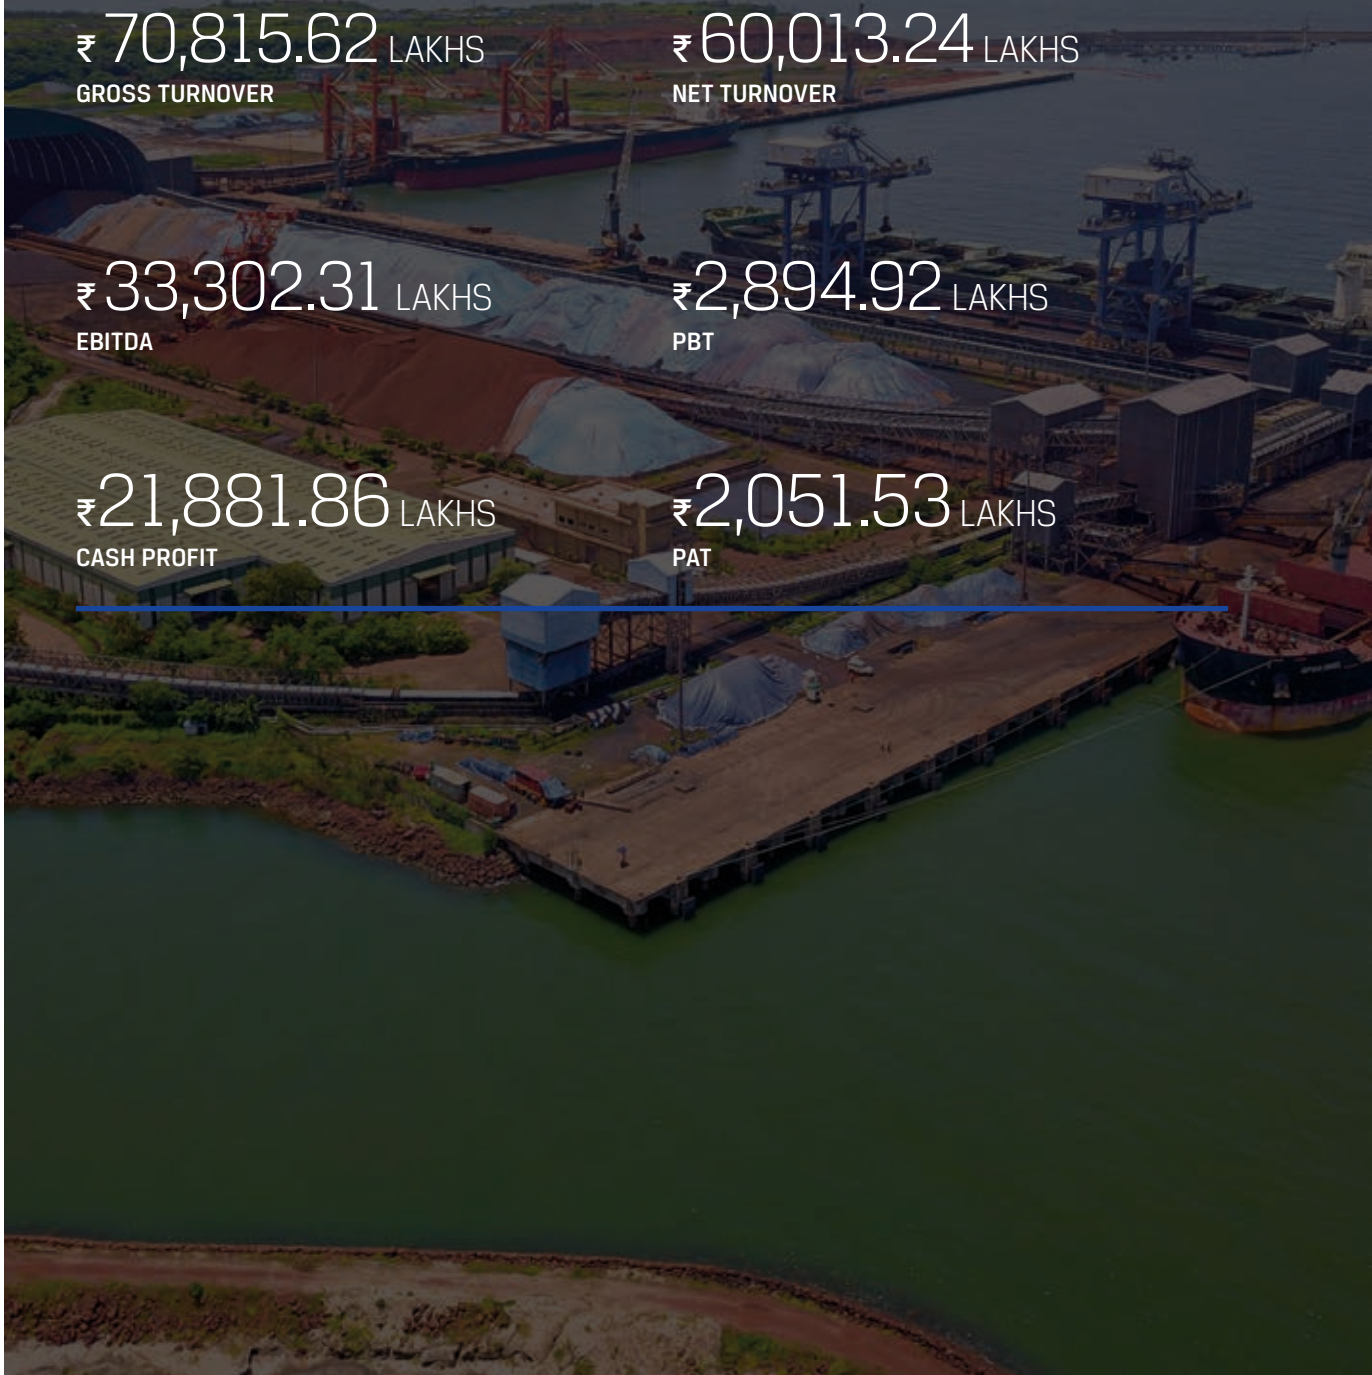 ₹ 70,815.62 LAKHS
GROSS TURNOVER
₹ 60,013.24 LAKHS
NET TURNOVER
₹ 33,302.31 LAKHS
EBITDA
₹ 2,894.92 LAKHS
PBT
₹ 21,881.86 LAKHS
CASH PROFIT
₹ 2,051.53 LAKHS
PAT